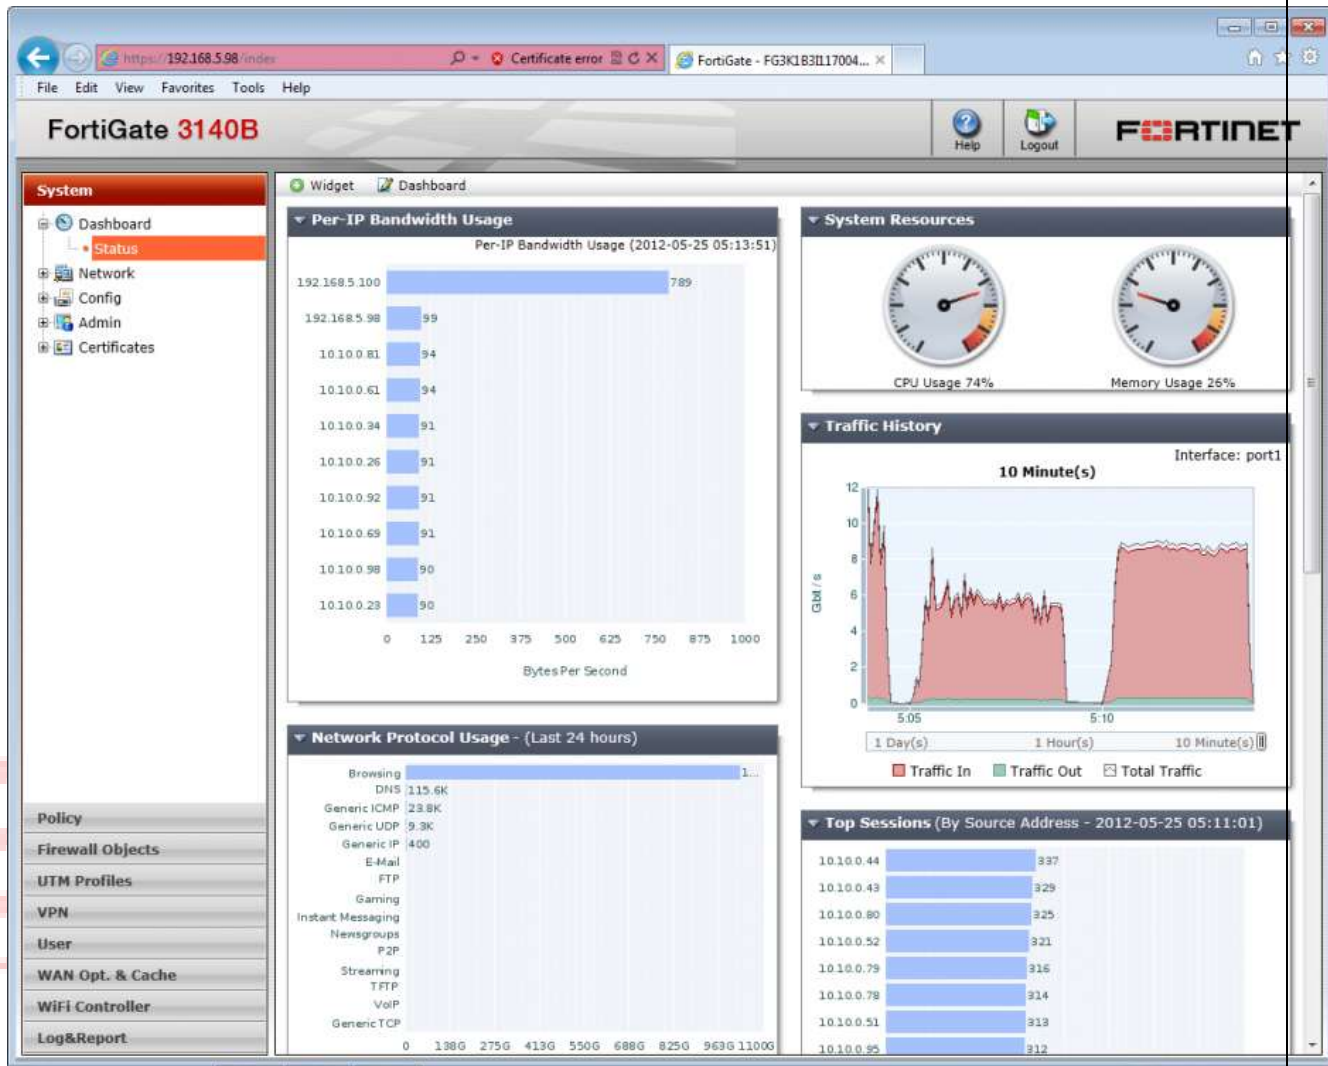 https://192.168.5.98/index
Certificate error
FortiGate - FG3K1B3I117004...
File Edit View Favorites Tools Help
FortiGate 3140B
Help
Logout
FORTINET
System
Dashboard
Status
Network
Config
Admin
Certificates
Policy
Firewall Objects
UTM Profiles
VPN
User
WAN Opt. & Cache
WiFi Controller
Log&Report
Widget Dashboard
Per-IP Bandwidth Usage
Per-IP Bandwidth Usage (2012-05-25 05:13:51)
192.168.5.100 789
192.168.5.98 99
10.10.0.81 94
10.10.0.61 94
10.10.0.34 91
10.10.0.26 91
10.10.0.92 91
10.10.0.69 91
10.10.0.98 90
10.10.0.23 90
0 125 250 375 500 625 750 875 1000
Bytes Per Second
Network Protocol Usage - (Last 24 hours)
Browsing 1...
DNS 115.6K
Generic ICMP 23.8K
Generic UDP 9.3K
Generic IP 400
E-Mail
FTP
Gaming
Instant Messaging
Newsgroups
P2P
Streaming
TFTP
VoIP
Generic TCP
0 138G 275G 413G 550G 688G 825G 963G 1100G
System Resources
CPU Usage 74%
Memory Usage 26%
Traffic History
Interface: port1
10 Minute(s)
12
10
8
6
4
2
0
Gbit/s
5:05 5:10
1 Day(s) 1 Hour(s) 10 Minute(s)
Traffic In Traffic Out Total Traffic
Top Sessions (By Source Address - 2012-05-25 05:11:01)
10.10.0.44 337
10.10.0.43 329
10.10.0.80 325
10.10.0.52 321
10.10.0.79 316
10.10.0.78 314
10.10.0.51 313
10.10.0.95 312